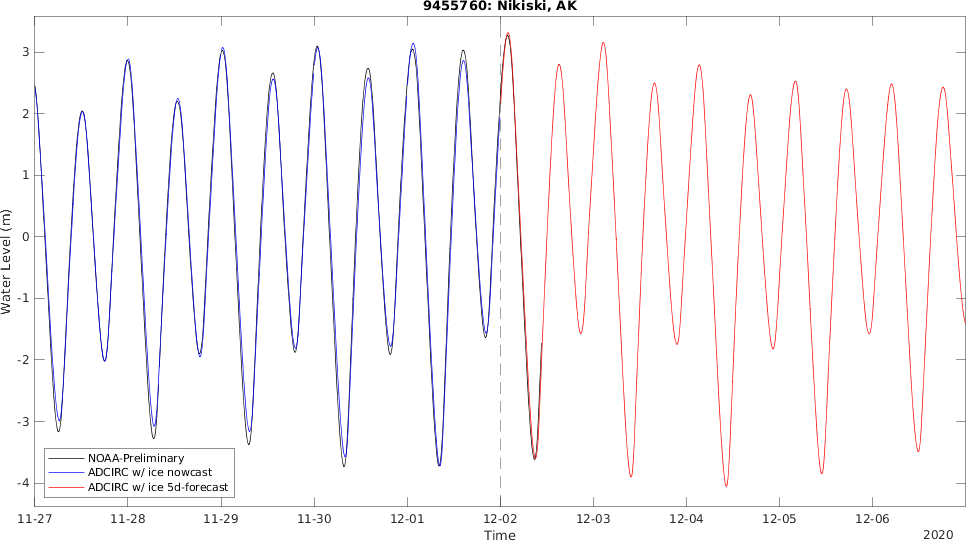 9455760: Nikiski, AK
Water Level (m)
3
2
1
0
-1
-2
-3
-4
NOAA-Preliminary
ADCIRC w/ ice nowcast
ADCIRC w/ ice 5d-forecast
11-27 11-28 11-29 11-30 12-01 12-02 12-03 12-04 12-05 12-06
Time
2020